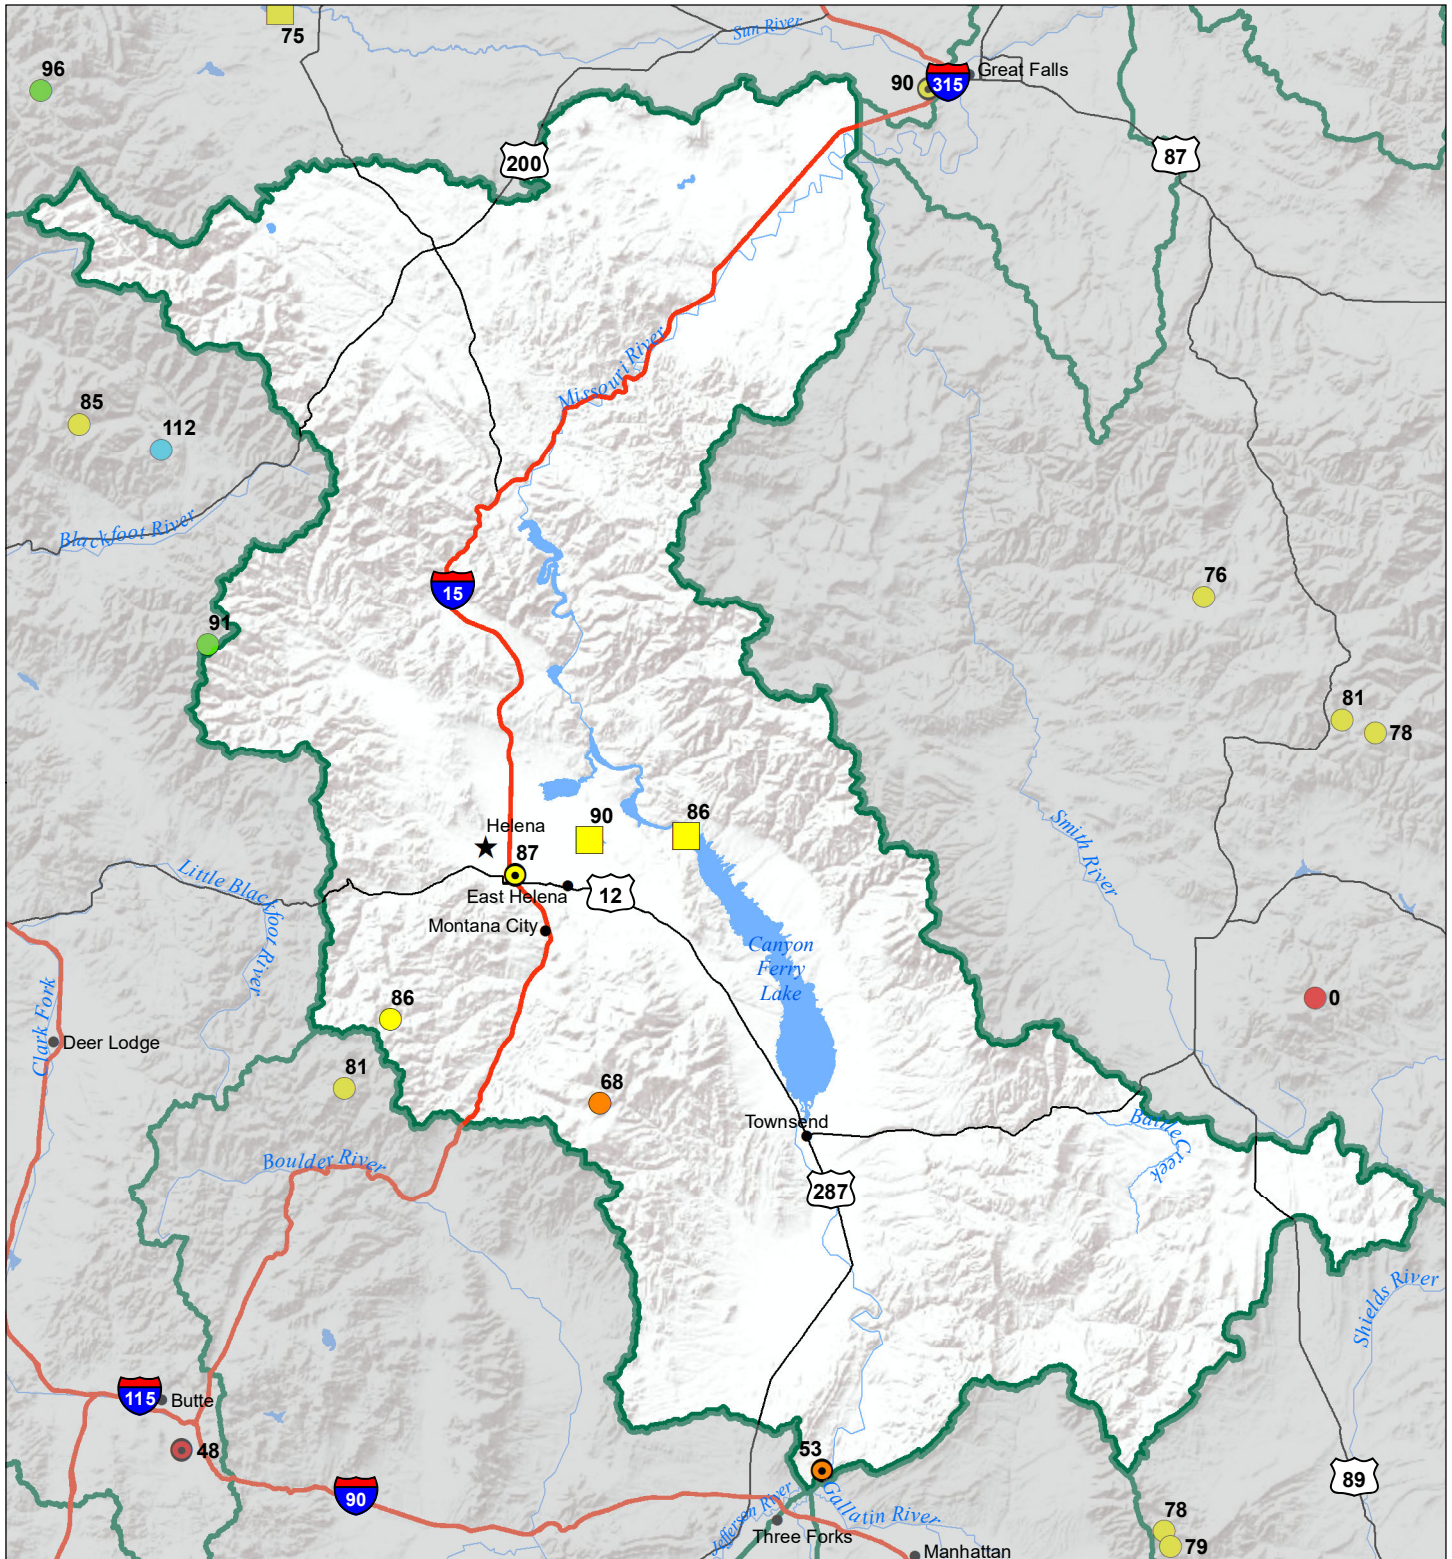 75
Sun River
96
90
315
Great Falls
200
87
Missouri River
85
112
Blackfoot River
15
76
91
81
78
Smith River
90
86
Helena
87
East Helena
12
Montana City
Little Blackfoot River
Canyon
Ferry
Lake
Clark Fork
86
0
Deer Lodge
81
68
Townsend
Battle Creek
Boulder River
287
Shields River
115
Butte
48
53
90
89
Jefferson River
Gallatin River
Three Forks
78
79
Manhattan